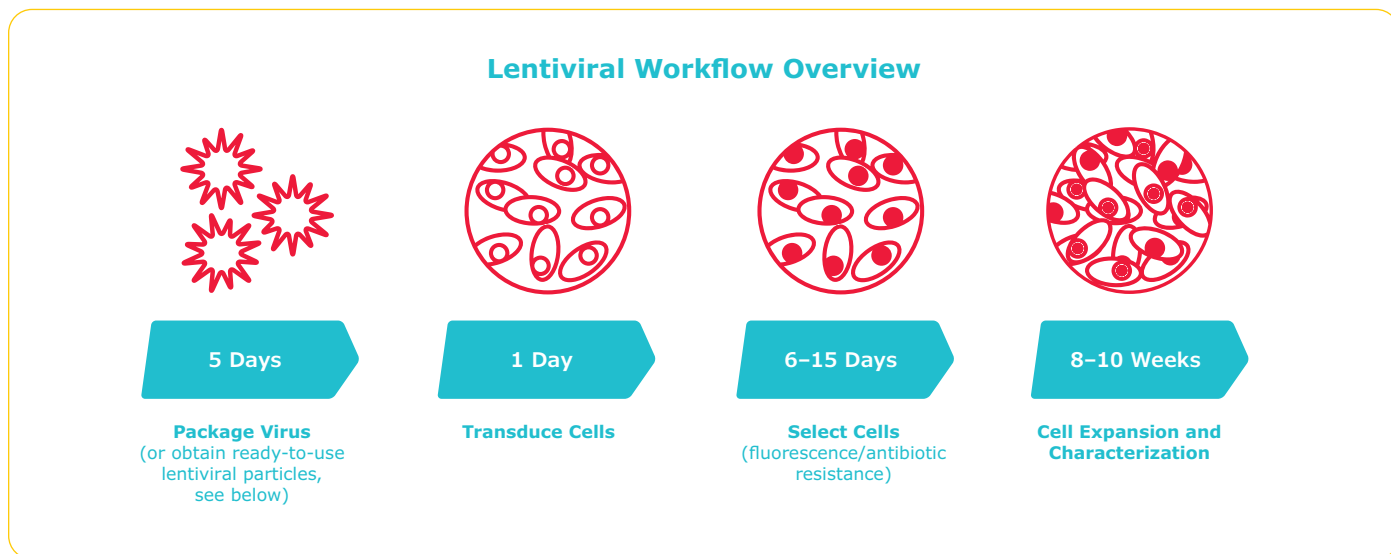 Lentiviral Workflow Overview
5 Days
1 Day
6–15 Days
8–10 Weeks
Package Virus
(or obtain ready-to-use
lentiviral particles,
see below)
Transduce Cells
Select Cells
(fluorescence/antibiotic
resistance)
Cell Expansion and
Characterization